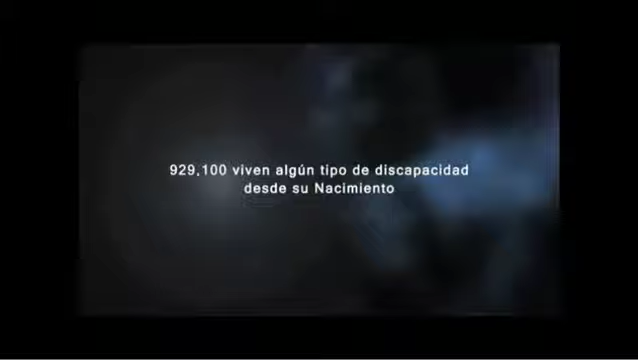 929,100 viven algún tipo de discapacidad
desde su Nacimiento